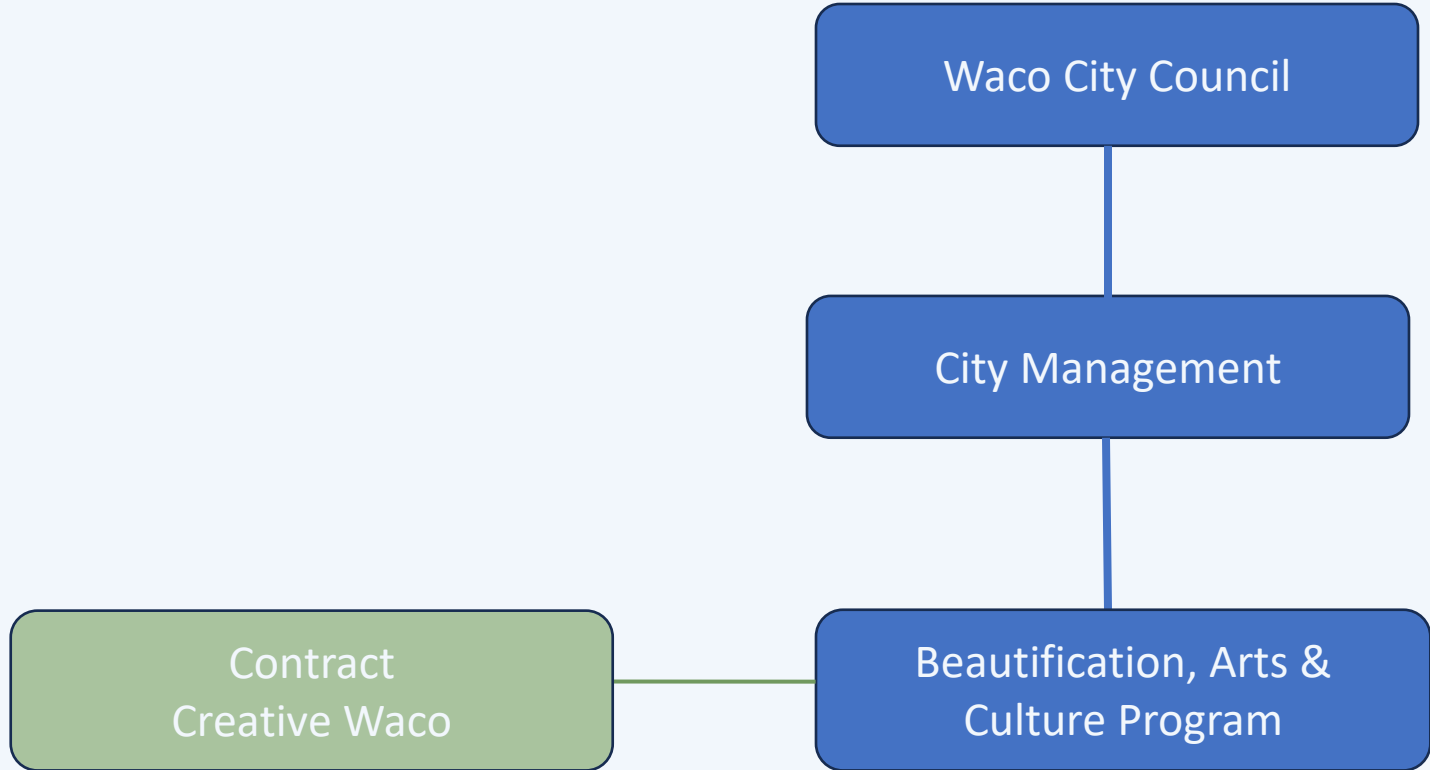 Waco City Council
City Management
Contract
Creative Waco
Beautification, Arts &
Culture Program